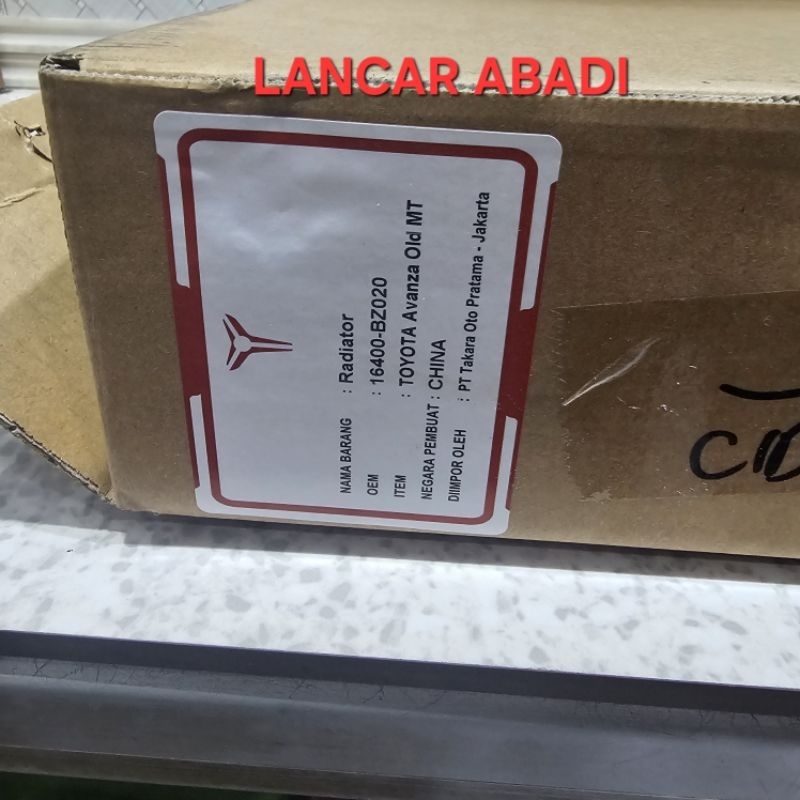 LANCAR ABADI
NAMA BARANG : Radiator
OEM : 16400-BZ020
ITEM : TOYOTA Avanza Old MT
NEGARA PEMBUAT : CHINA
DIIMPOR OLEH : PT Takara Oto Pratama - Jakarta